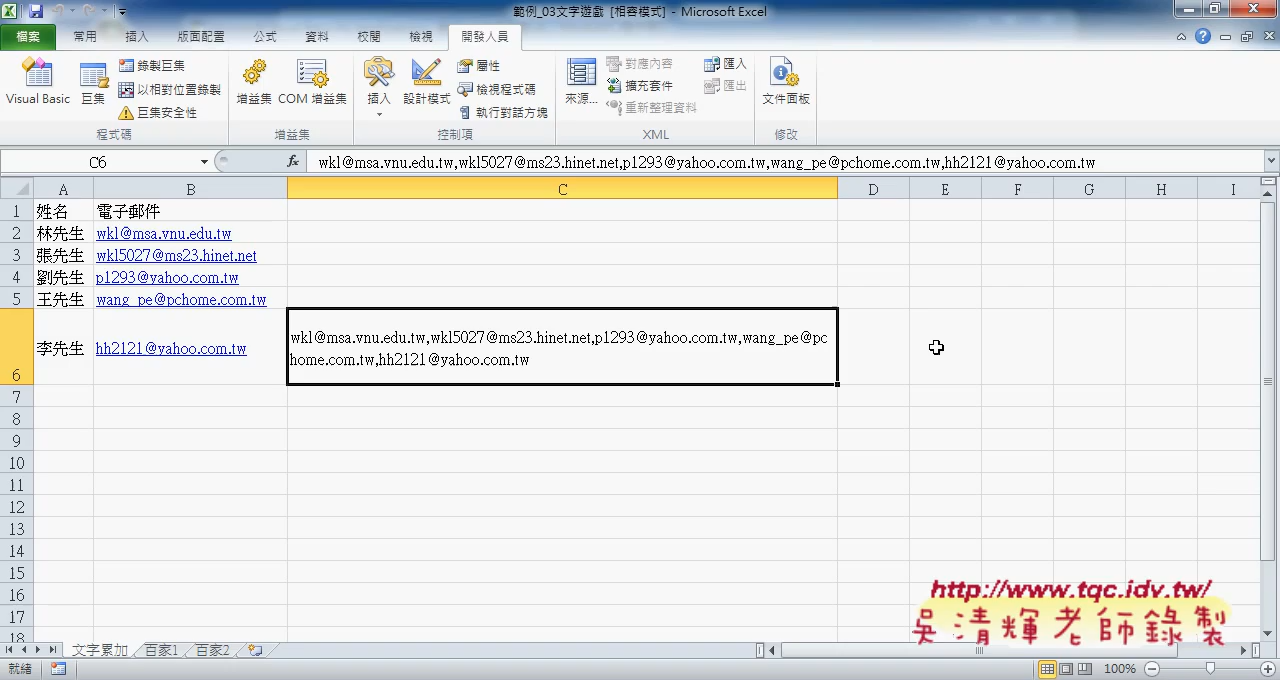 範例_03文字遊戲 [相容模式] - Microsoft Excel
檔案 常用 插入 版面配置 公式 資料 校閱 檢視 開發人員
Visual Basic 巨集 錄製巨集 以相對位置錄製 巨集安全性 程式碼
增益集 COM 增益集 增益集
插入 設計模式 屬性 檢視程式碼 執行對話方塊 控制項
來源... 對應內容 擴充套件 重新整理資料 匯入 匯出 XML
文件面板 修改
C6 fx wkl@msa.vnu.edu.tw,wkl5027@ms23.hinet.net,p1293@yahoo.com.tw,wang_pe@pchome.com.tw,hh2121@yahoo.com.tw
A B C D E F G H I
1 姓名 電子郵件
2 林先生 wkl@msa.vnu.edu.tw
3 張先生 wkl5027@ms23.hinet.net
4 劉先生 p1293@yahoo.com.tw
5 王先生 wang_pe@pchome.com.tw
6 李先生 hh2121@yahoo.com.tw wkl@msa.vnu.edu.tw,wkl5027@ms23.hinet.net,p1293@yahoo.com.tw,wang_pe@pc
home.com.tw,hh2121@yahoo.com.tw
7
8
9
10
11
12
13
14
15
16
17
18
http://www.tqc.idv.tw/
吳清輝老師錄製
文字累加 百家1 百家2
就緒 100%